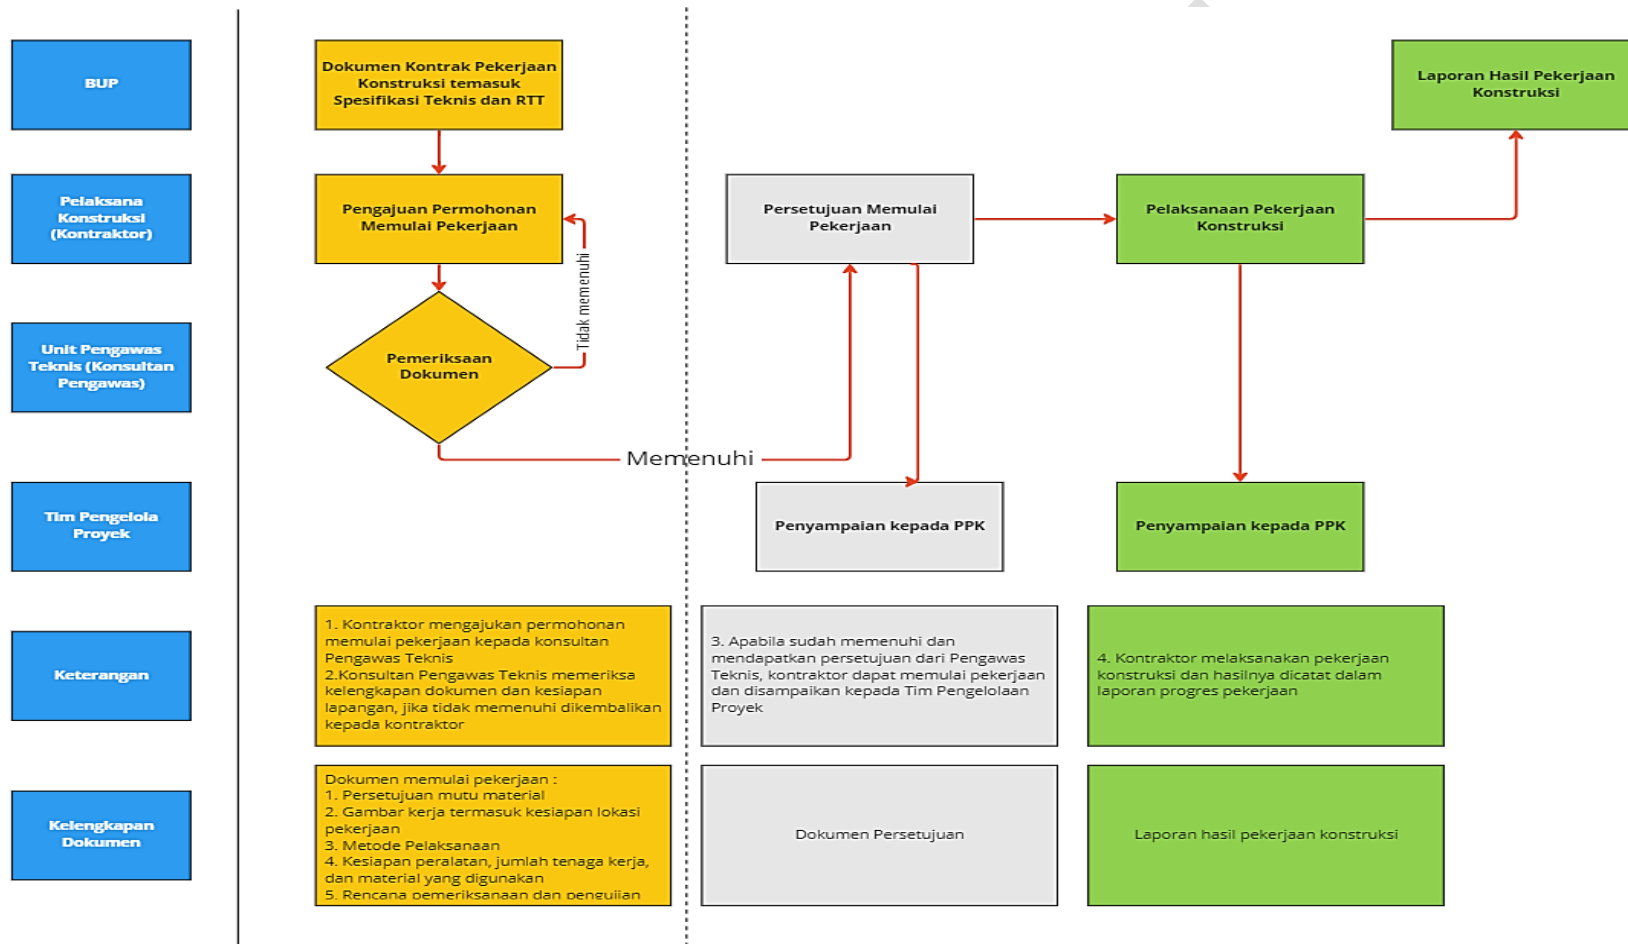 BUP
Dokumen Kontrak Pekerjaan
Konstruksi temasuk
Spesifikasi Teknis dan RTT
Laporan Hasil Pekerjaan
Konstruksi
Pelaksana
Konstruksi
(Kontraktor)
Pengajuan Permohonan
Memulai Pekerjaan
Persetujuan Memulai
Pekerjaan
Pelaksanaan Pekerjaan
Konstruksi
Tidak memenuhi
Unit Pengawas
Teknis (Konsultan
Pengawas)
Pemeriksaan
Dokumen
Memenuhi
Tim Pengelola
Proyek
Penyampaian kepada PPK
Penyampaian kepada PPK
Keterangan
1. Kontraktor mengajukan permohonan
memulai pekerjaan kepada konsultan
Pengawas Teknis
2.Konsultan Pengawas Teknis memeriksa
kelengkapan dokumen dan kesiapan
lapangan, jika tidak memenuhi dikembalikan
kepada kontraktor
3. Apabila sudah memenuhi dan
mendapatkan persetujuan dari Pengawas
Teknis, kontraktor dapat memulai pekerjaan
dan disampaikan kepada Tim Pengelolaan
Proyek
4. Kontraktor melaksanakan pekerjaan
konstruksi dan hasilnya dicatat dalam
laporan progres pekerjaan
Kelengkapan
Dokumen
Dokumen memulai pekerjaan :
1. Persetujuan mutu material
2. Gambar kerja termasuk kesiapan lokasi
pekerjaan
3. Metode Pelaksanaan
4. Kesiapan peralatan, jumlah tenaga kerja,
dan material yang digunakan
5. Rencana pemeriksanaan dan pengujian
Dokumen Persetujuan
Laporan hasil pekerjaan konstruksi